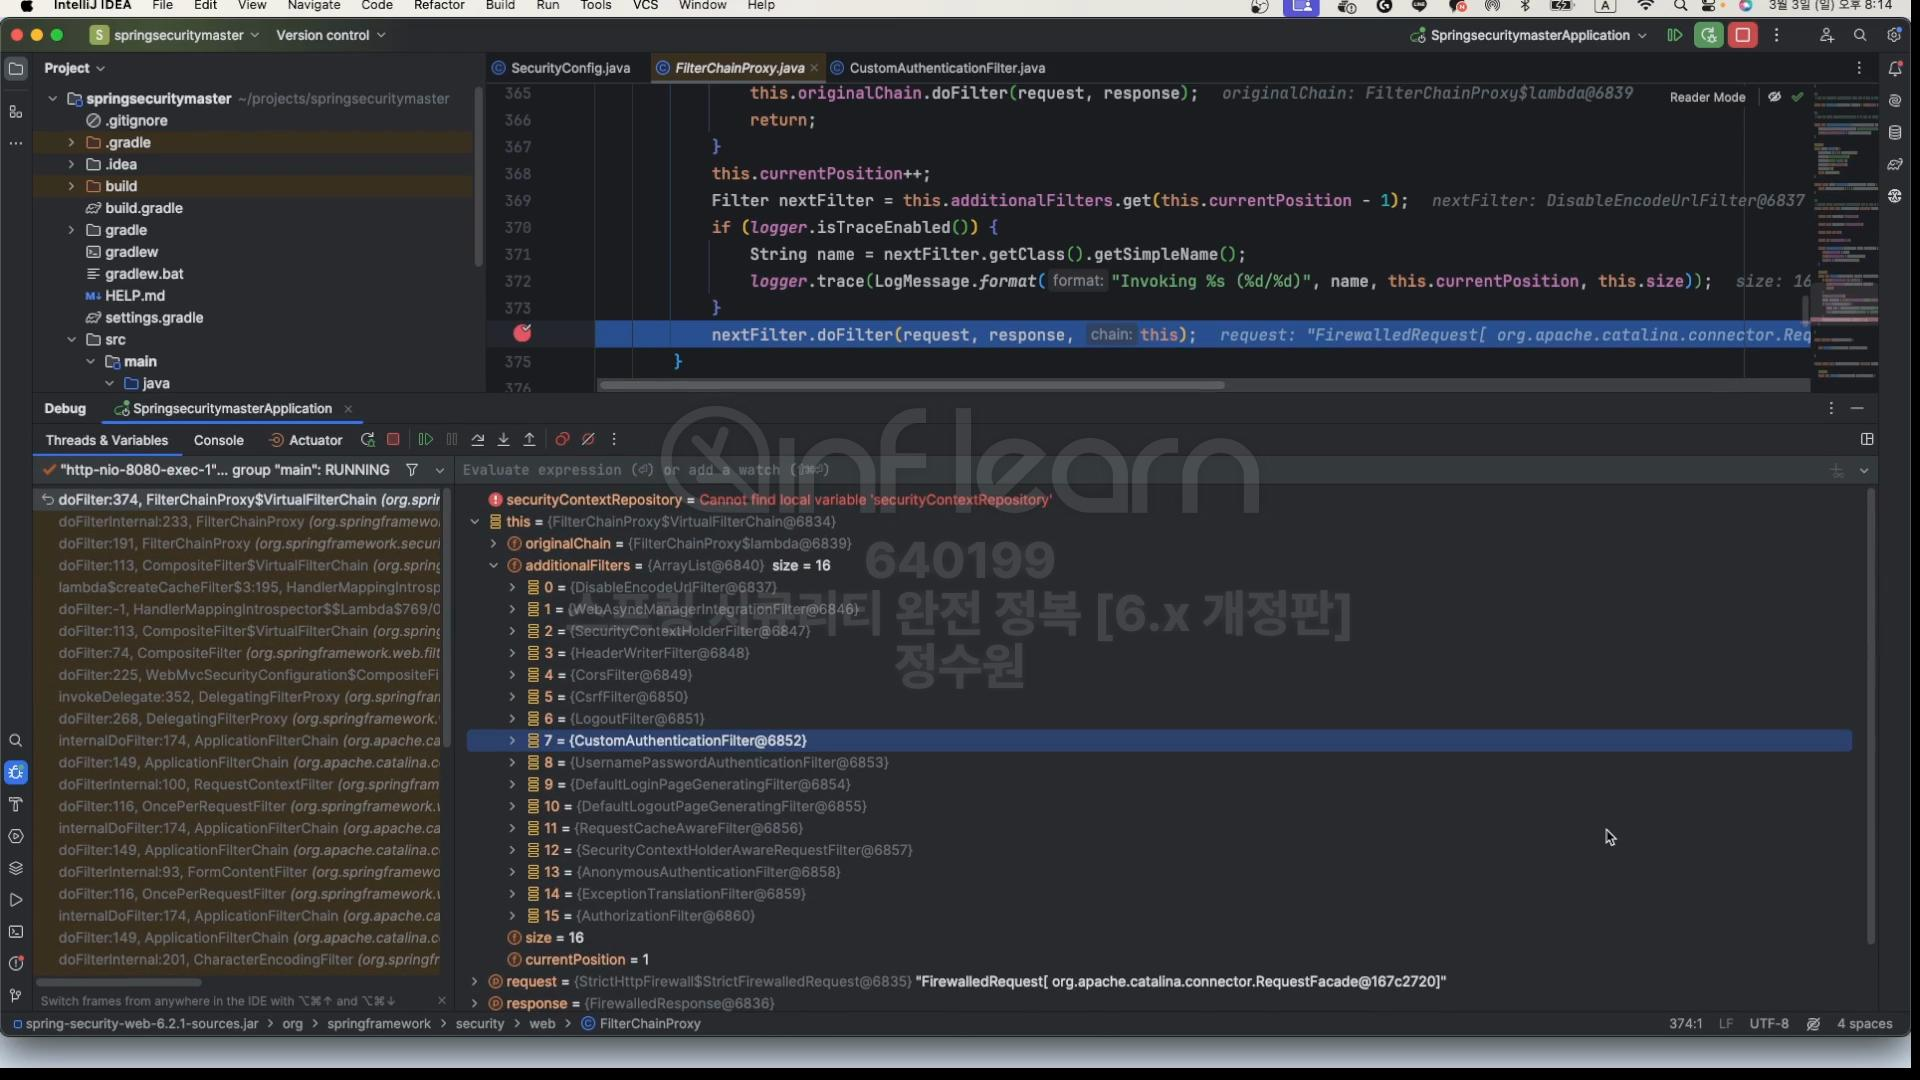 IntelliJ IDEA File Edit View Navigate Code Refactor Build Run Tools VCS Window Help 3월 3일 (일) 오후 8:14
S springsecuritymaster Version control SpringsecuritymasterApplication
Project
SecurityConfig.java FilterChainProxy.java CustomAuthenticationFilter.java
springsecuritymaster ~/projects/springsecuritymaster
.gitignore
.gradle
.idea
build
build.gradle
gradle
gradlew
gradlew.bat
HELP.md
settings.gradle
src
main
java
Reader Mode
365 this.originalChain.doFilter(request, response); originalChain: FilterChainProxy$lambda@6839
366 return;
367 }
368 this.currentPosition++;
369 Filter nextFilter = this.additionalFilters.get(this.currentPosition - 1); nextFilter: DisableEncodeUrlFilter@6837
370 if (logger.isTraceEnabled()) {
371 String name = nextFilter.getClass().getSimpleName();
372 logger.trace(LogMessage.format( format: "Invoking %s (%d/%d)", name, this.currentPosition, this.size)); size: 16
373 }
nextFilter.doFilter(request, response, chain: this); request: "FirewalledRequest[ org.apache.catalina.connector.Req
375 }
376
Debug SpringsecuritymasterApplication
Threads & Variables Console Actuator
"http-nio-8080-exec-1"... group "main": RUNNING
Evaluate expression (⏎) or add a watch (⇧⌘⏎)
doFilter:374, FilterChainProxy$VirtualFilterChain (org.sprin
doFilterInternal:233, FilterChainProxy (org.springframewo
doFilter:191, FilterChainProxy (org.springframework.securi
doFilter:113, CompositeFilter$VirtualFilterChain (org.spring
lambda$createCacheFilter$3:195, HandlerMappingIntrosp
doFilter:-1, HandlerMappingIntrospector$$Lambda$769/0
doFilter:113, CompositeFilter$VirtualFilterChain (org.spring
doFilter:74, CompositeFilter (org.springframework.web.filt
doFilter:225, WebMvcSecurityConfiguration$CompositeFi
invokeDelegate:352, DelegatingFilterProxy (org.springfran
doFilter:268, DelegatingFilterProxy (org.springframework.
internalDoFilter:174, ApplicationFilterChain (org.apache.ca
doFilter:149, ApplicationFilterChain (org.apache.catalina.c
doFilterInternal:100, RequestContextFilter (org.springfram
doFilter:116, OncePerRequestFilter (org.springframework.w
internalDoFilter:174, ApplicationFilterChain (org.apache.ca
doFilter:149, ApplicationFilterChain (org.apache.catalina.c
doFilterInternal:93, FormContentFilter (org.springframewo
doFilter:116, OncePerRequestFilter (org.springframework.w
internalDoFilter:174, ApplicationFilterChain (org.apache.ca
doFilter:149, ApplicationFilterChain (org.apache.catalina.c
doFilterInternal:201, CharacterEncodingFilter (org.springfr
Switch frames from anywhere in the IDE with ⌥⌘↑ and ⌥⌘↓
securityContextRepository = Cannot find local variable 'securityContextRepository'
this = {FilterChainProxy$VirtualFilterChain@6834}
originalChain = {FilterChainProxy$lambda@6839}
additionalFilters = {ArrayList@6840} size = 16
0 = {DisableEncodeUrlFilter@6837}
1 = {WebAsyncManagerIntegrationFilter@6846}
2 = {SecurityContextHolderFilter@6847}
3 = {HeaderWriterFilter@6848}
4 = {CorsFilter@6849}
5 = {CsrfFilter@6850}
6 = {LogoutFilter@6851}
7 = {CustomAuthenticationFilter@6852}
8 = {UsernamePasswordAuthenticationFilter@6853}
9 = {DefaultLoginPageGeneratingFilter@6854}
10 = {DefaultLogoutPageGeneratingFilter@6855}
11 = {RequestCacheAwareFilter@6856}
12 = {SecurityContextHolderAwareRequestFilter@6857}
13 = {AnonymousAuthenticationFilter@6858}
14 = {ExceptionTranslationFilter@6859}
15 = {AuthorizationFilter@6860}
size = 16
currentPosition = 1
request = {StrictHttpFirewall$StrictFirewalledRequest@6835} "FirewalledRequest[ org.apache.catalina.connector.RequestFacade@167c2720]"
response = {FirewalledResponse@6836}
inflearn
640199
스프링 시큐리티 완전 정복 [6.x 개정판]
정수원
spring-security-web-6.2.1-sources.jar > org > springframework > security > web > FilterChainProxy 374:1 LF UTF-8 4 spaces